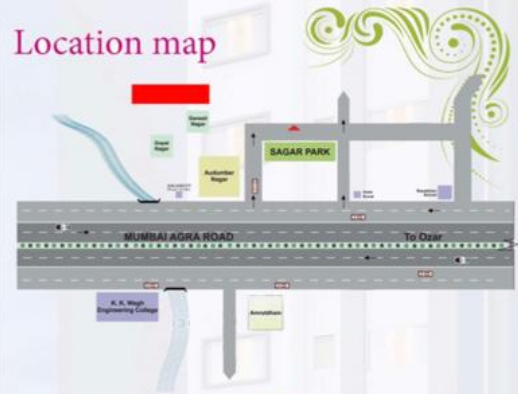 Location map
Ganesh
Nagar
Gopal
Nagar
Audumber
Nagar
SAGAR PARK
MUMBAI AGRA ROAD
To Ozar
K. K. Wagh
Engineering College
Amrutdham